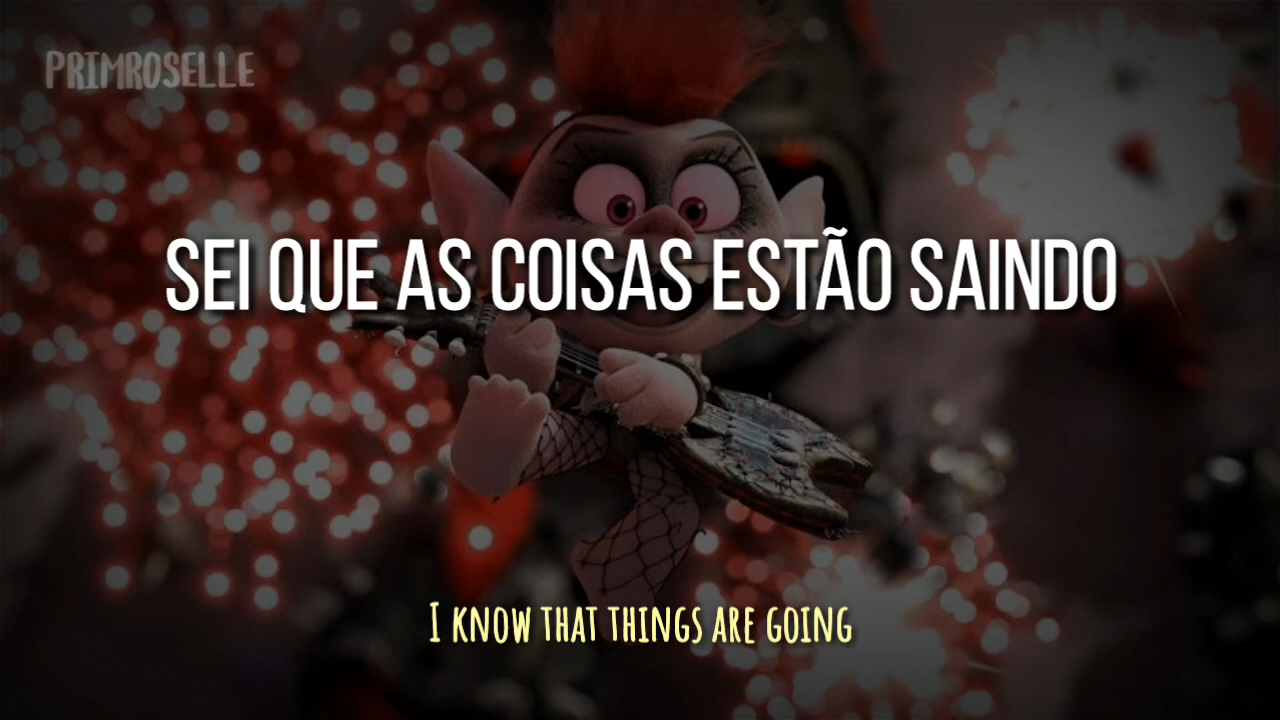 PRIMROSELLE
SEI QUE AS COISAS ESTÃO SAINDO
I KNOW THAT THINGS ARE GOING